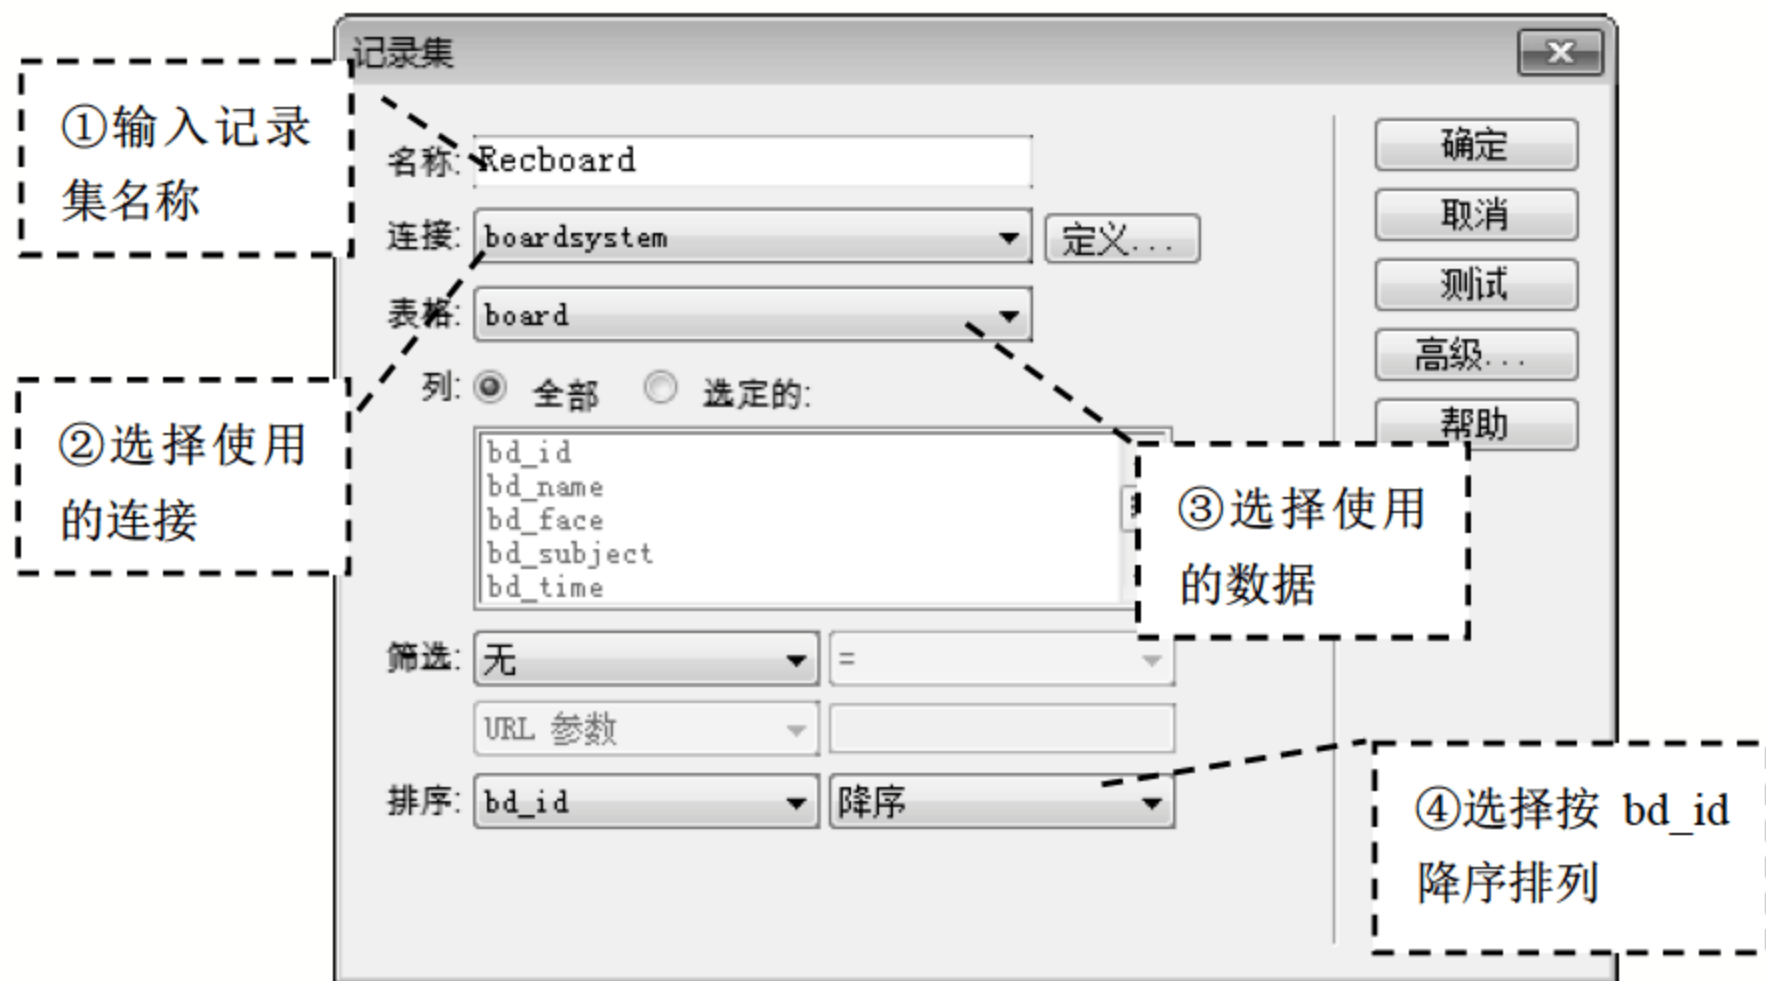 记录集
①输入记录
集名称
名称:
Recboard
连接:
boardsystem
定义...
表格:
board
列:
全部
选定的:
bd_id
bd_name
bd_face
bd_subject
bd_time
筛选:
无
=
URL 参数
排序:
bd_id
降序
确定
取消
测试
高级...
帮助
②选择使用
的连接
③选择使用
的数据
④选择按 bd_id
降序排列